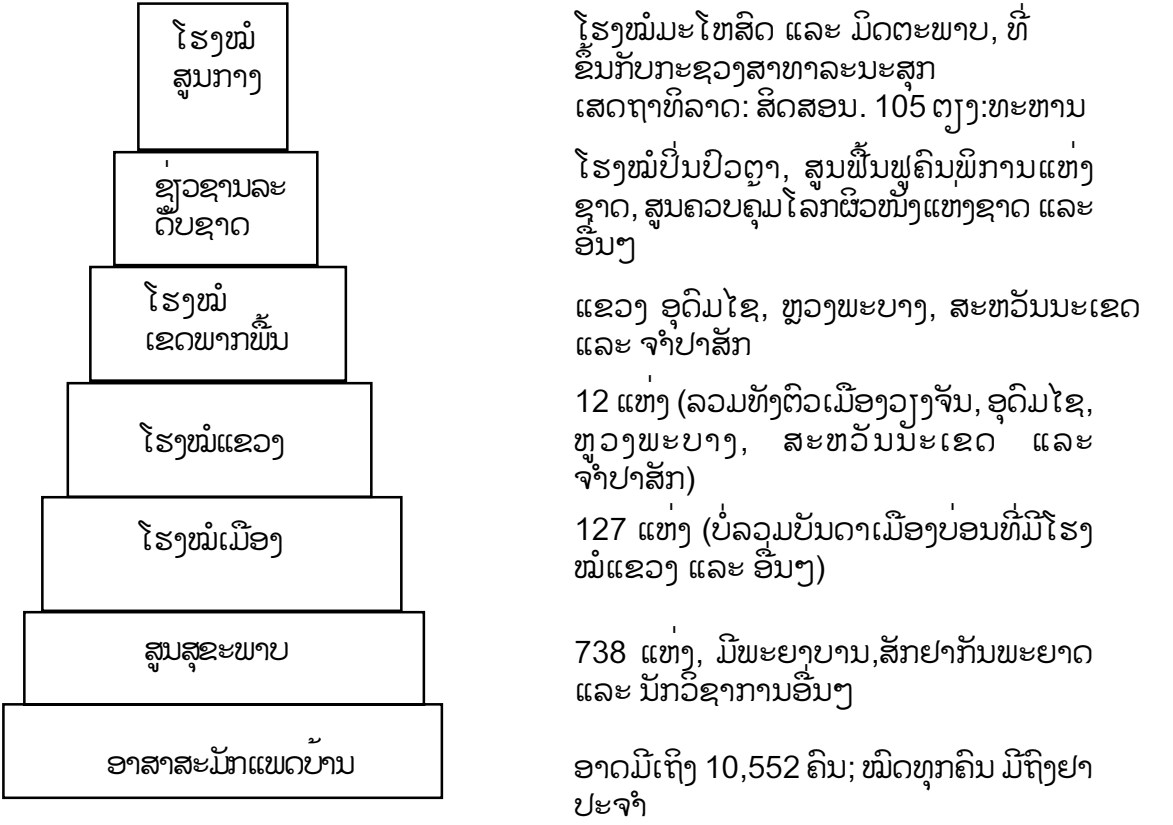 ໂຮງໝໍ
ສູນກາງ
ໂຮງໝໍມະໂຫສົດ ແລະ ມິດຕະພາບ, ທີ່
ຂຶ້ນກັບກະຊວງສາທາລະນະສຸກ
ເສດຖາທິລາດ: ສິດສອນ. 105 ຕຽງ:ທະຫານ
ຊ່ຽວຊານລະ
ດັບຊາດ
ໂຮງໝໍປິ່ນປົວຕາ, ສູນຟື້ນຟູຄົນພິການແຫ່ງ
ຊາດ, ສູນຄວບຄຸ້ມໂລກຜິວໜັງແຫ່ງຊາດ ແລະ
ອື່ນໆ
ໂຮງໝໍ
ເຂດພາກພື້ນ
ແຂວງ ອຸດົມໄຊ, ຫຼວງພະບາງ, ສະຫວັນນະເຂດ
ແລະ ຈຳປາສັກ
ໂຮງໝໍແຂວງ
12 ແຫ່ງ (ລວມທັງຕົວເມືອງວຽງຈັນ, ອຸດົມໄຊ,
ຫຼວງພະບາງ, ສະຫວັນນະເຂດ ແລະ
ຈຳປາສັກ)
ໂຮງໝໍເມືອງ
127 ແຫ່ງ (ບໍ່ລວມບັນດາເມືອງບ່ອນທີ່ມີໂຮງ
ໝໍແຂວງ ແລະ ອື່ນໆ)
ສູນສຸຂະພາບ
738 ແຫ່ງ, ມີພະຍາບານ,ສັກຢາກັນພະຍາດ
ແລະ ນັກວິຊາການອື່ນໆ
ອາສາສະມັກແພດບ້ານ
ອາດມີເຖິງ 10,552 ຄົນ; ໝົດທຸກຄົນ ມີຖົງຢາ
ປະຈຳ